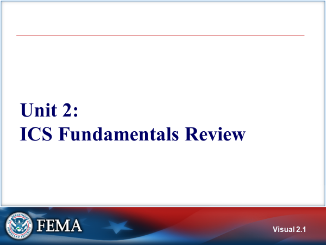 Unit 2:
ICS Fundamentals Review
FEMA
Visual 2.1